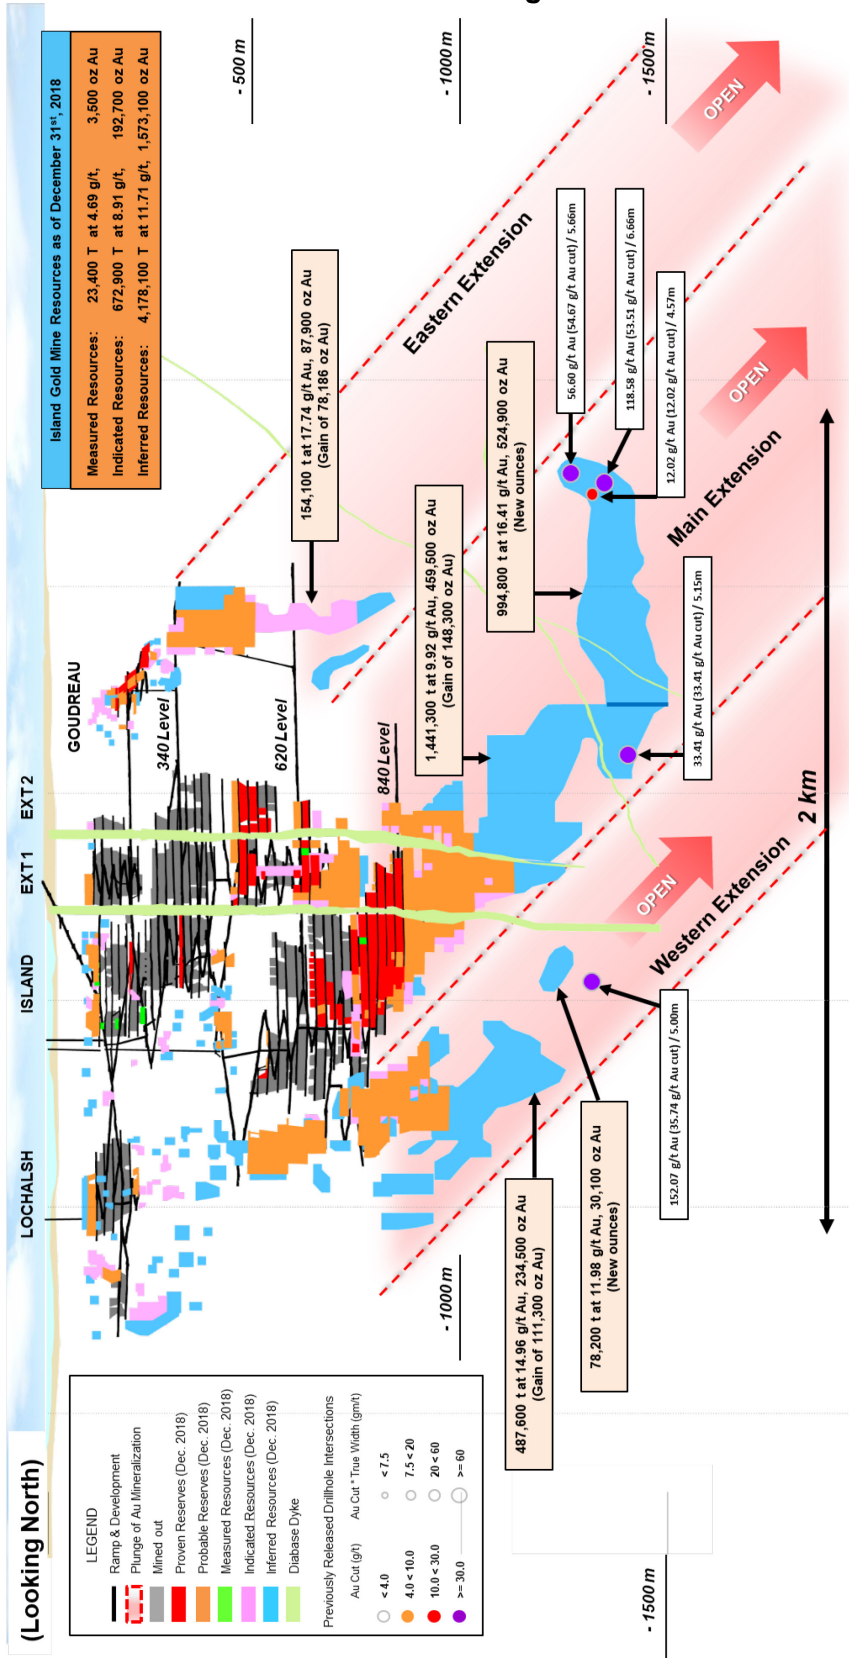 (Looking North)
LOCHALSH
ISLAND
EXT 1
EXT 2
GOUDREAU
Island Gold Mine Resources as of December 31st, 2018
Measured Resources: 23,400 T at 4.69 g/t, 3,500 oz Au
Indicated Resources: 672,900 T at 8.91 g/t, 192,700 oz Au
Inferred Resources: 4,178,100 T at 11.71 g/t, 1,573,100 oz Au
340 Level
620 Level
840 Level
- 500 m
- 1000 m
- 1500 m
154,100 t at 17.74 g/t Au, 87,900 oz Au
(Gain of 78,186 oz Au)
Eastern Extension
1,441,300 t at 9.92 g/t Au, 459,500 oz Au
(Gain of 148,300 oz Au)
994,800 t at 16.41 g/t Au, 524,900 oz Au
(New ounces)
56.60 g/t Au (54.67 g/t Au cut) / 5.66m
118.58 g/t Au (53.51 g/t Au cut) / 6.66m
12.02 g/t Au (12.02 g/t Au cut) / 4.57m
33.41 g/t Au (33.41 g/t Au cut) / 5.15m
Main Extension
OPEN
OPEN
OPEN
Western Extension
152.07 g/t Au (35.74 g/t Au cut) / 5.00m
2 km
- 1000 m
487,600 t at 14.96 g/t Au, 234,500 oz Au
(Gain of 111,300 oz Au)
78,200 t at 11.98 g/t Au, 30,100 oz Au
(New ounces)
- 1500 m
LEGEND
Ramp & Development
Plunge of Au Mineralization
Mined out
Proven Reserves (Dec. 2018)
Probable Reserves (Dec. 2018)
Measured Resources (Dec. 2018)
Indicated Resources (Dec. 2018)
Inferred Resources (Dec. 2018)
Diabase Dyke
Previously Released Drillhole Intersections
Au Cut (g/t) Au Cut * True Width (gm/t)
< 4.0 < 7.5
4.0 < 10.0 7.5 < 20
10.0 < 30.0 20 < 60
>= 30.0 >= 60